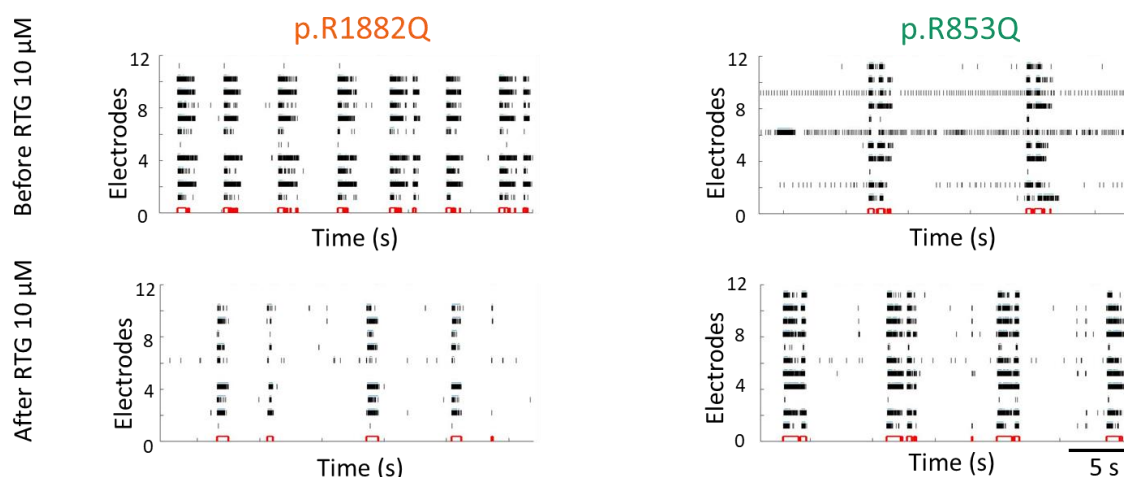 p.R1882Q
p.R853Q
Before RTG 10 µM
Electrodes
12
8
4
0
Time (s)
Electrodes
12
8
4
0
Time (s)
After RTG 10 µM
Electrodes
12
8
4
0
Time (s)
Electrodes
12
8
4
0
Time (s)
5 s